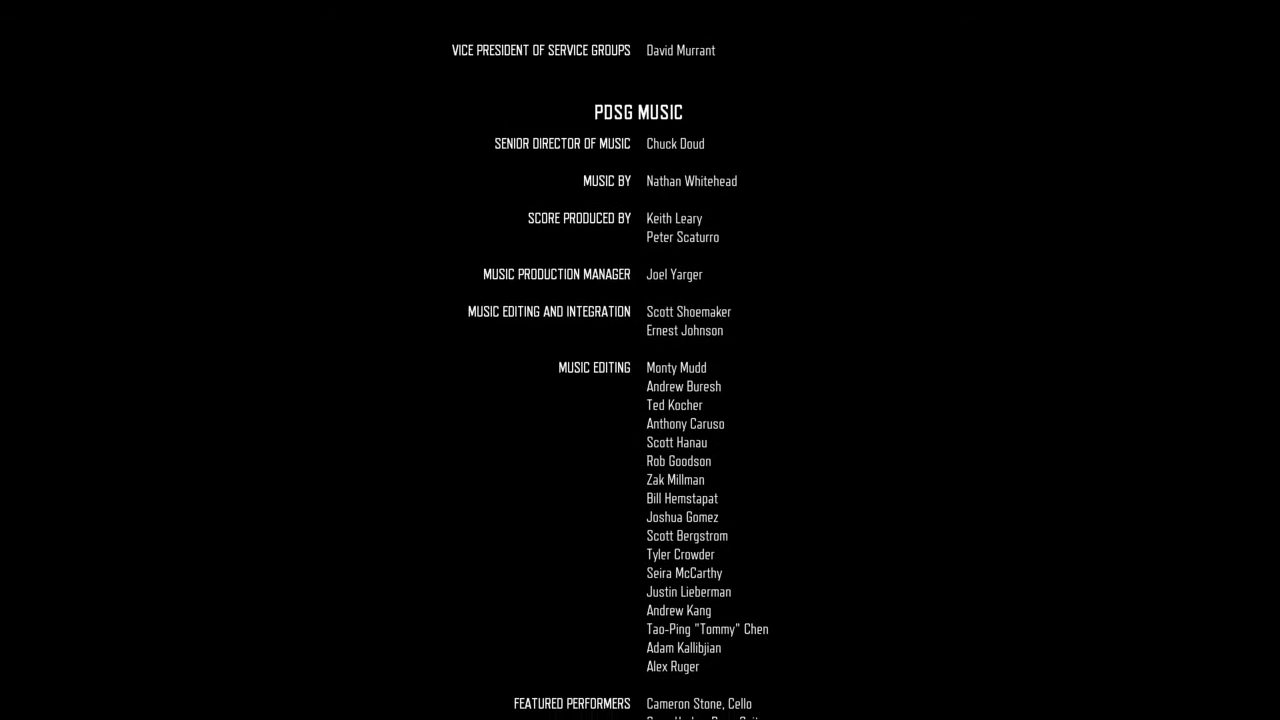 VICE PRESIDENT OF SERVICE GROUPS David Murrant
PDSG MUSIC
SENIOR DIRECTOR OF MUSIC Chuck Doud
MUSIC BY Nathan Whitehead
SCORE PRODUCED BY Keith Leary
Peter Scaturro
MUSIC PRODUCTION MANAGER Joel Yarger
MUSIC EDITING AND INTEGRATION Scott Shoemaker
Ernest Johnson
MUSIC EDITING Monty Mudd
Andrew Buresh
Ted Kocher
Anthony Caruso
Scott Hanau
Rob Goodson
Zak Millman
Bill Hemstapat
Joshua Gomez
Scott Bergstrom
Tyler Crowder
Seira McCarthy
Justin Lieberman
Andrew Kang
Tao-Ping "Tommy" Chen
Adam Kallibjian
Alex Ruger
FEATURED PERFORMERS Cameron Stone, Cello